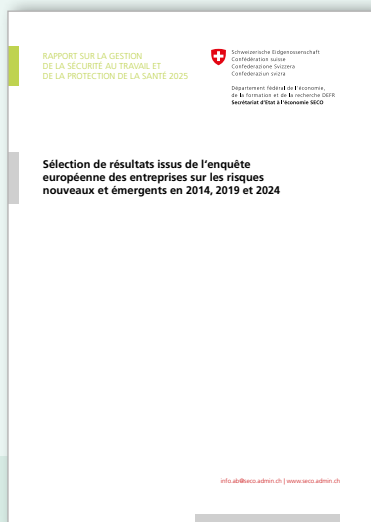 RAPPORT SUR LA GESTION
DE LA SÉCURITÉ AU TRAVAIL ET
DE LA PROTECTION DE LA SANTÉ 2025
Schweizerische Eidgenossenschaft
Confédération suisse
Confederazione Svizzera
Confederaziun svizra
Département fédéral de l'économie,
de la formation et de la recherche DEFR
Secrétariat d'Etat à l'économie SECO
Sélection de résultats issus de l'enquête
européenne des entreprises sur les risques
nouveaux et émergents en 2014, 2019 et 2024
info.ab@seco.admin.ch | www.seco.admin.ch